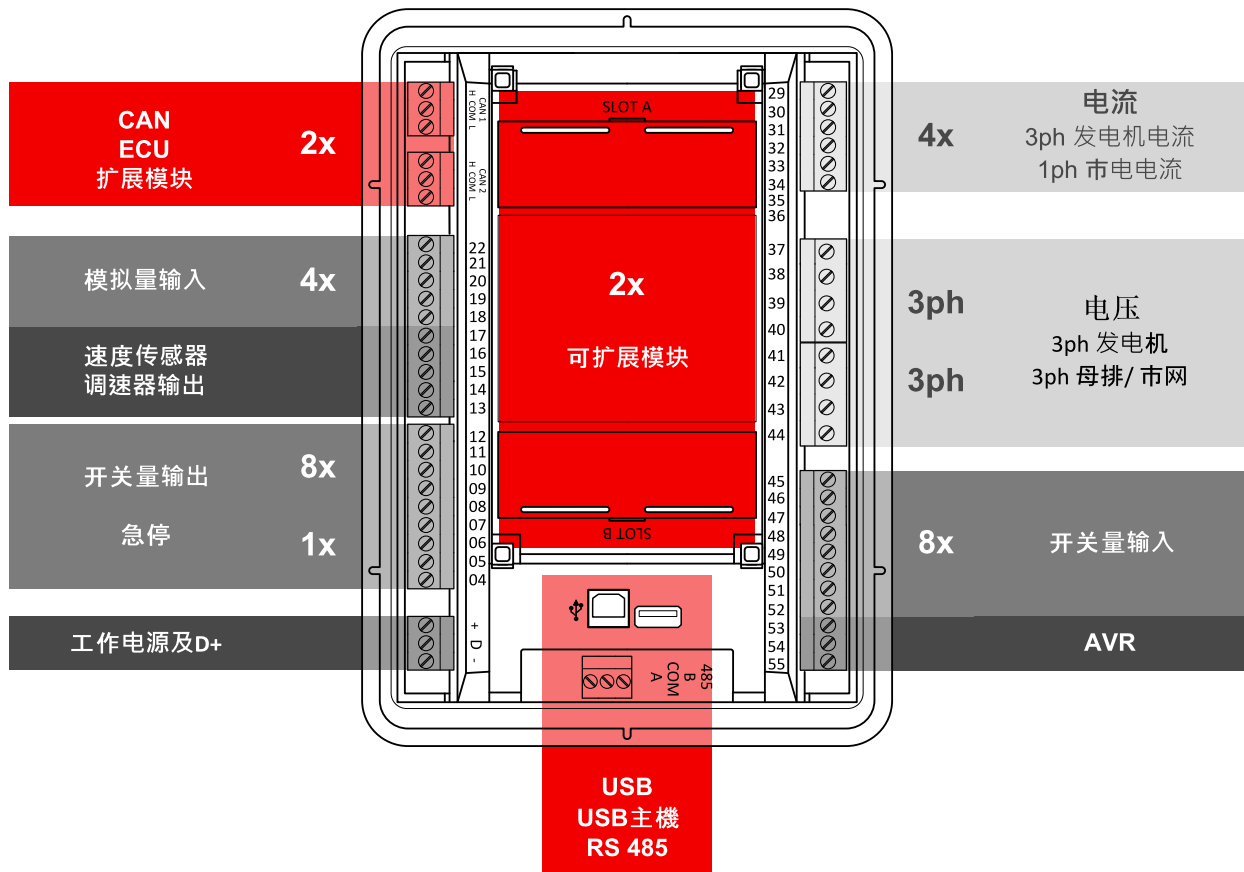 CAN
ECU
扩展模块
2x
模拟量输入
4x
速度传感器
调速器输出
开关量输出
8x
急停
1x
工作电源及D+
CAN 1
H COM L
CAN 2
H COM L
22
21
20
19
18
17
16
15
14
13
12
11
10
09
08
07
06
05
04
+
D
-
SLOT A
2x
可扩展模块
SLOT B
485
B
COM
A
USB
USB主機
RS 485
29
30
31
32
33
34
35
36
37
38
39
40
41
42
43
44
45
46
47
48
49
50
51
52
53
54
55
4x
电流
3ph 发电机电流
1ph 市电电流
3ph
3ph
电压
3ph 发电机
3ph 母排/ 市网
8x
开关量输入
AVR